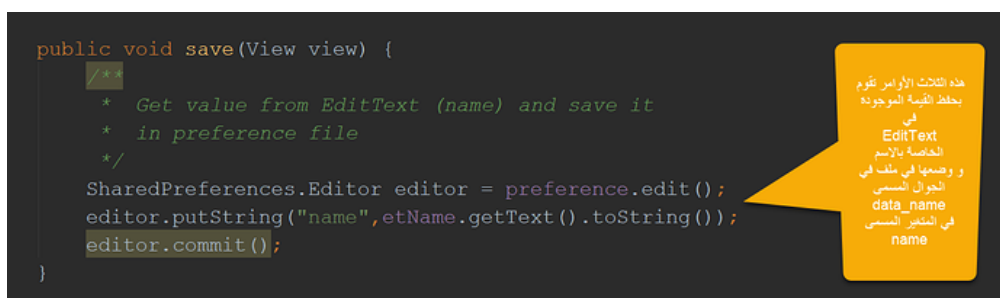 public void save(View view) {
/**
* Get value from EditText (name) and save it
* in preference file
*/
SharedPreferences.Editor editor = preference.edit();
editor.putString("name",etName.getText().toString());
editor.commit();
}
هذه الثلاث الأوامر تقوم
بحفظ القيمة الموجوده
في
EditText
الخاصة بالاسم
و وضعها في ملف في
الجوال المسمى
data_name
في المتغير المسمى
name